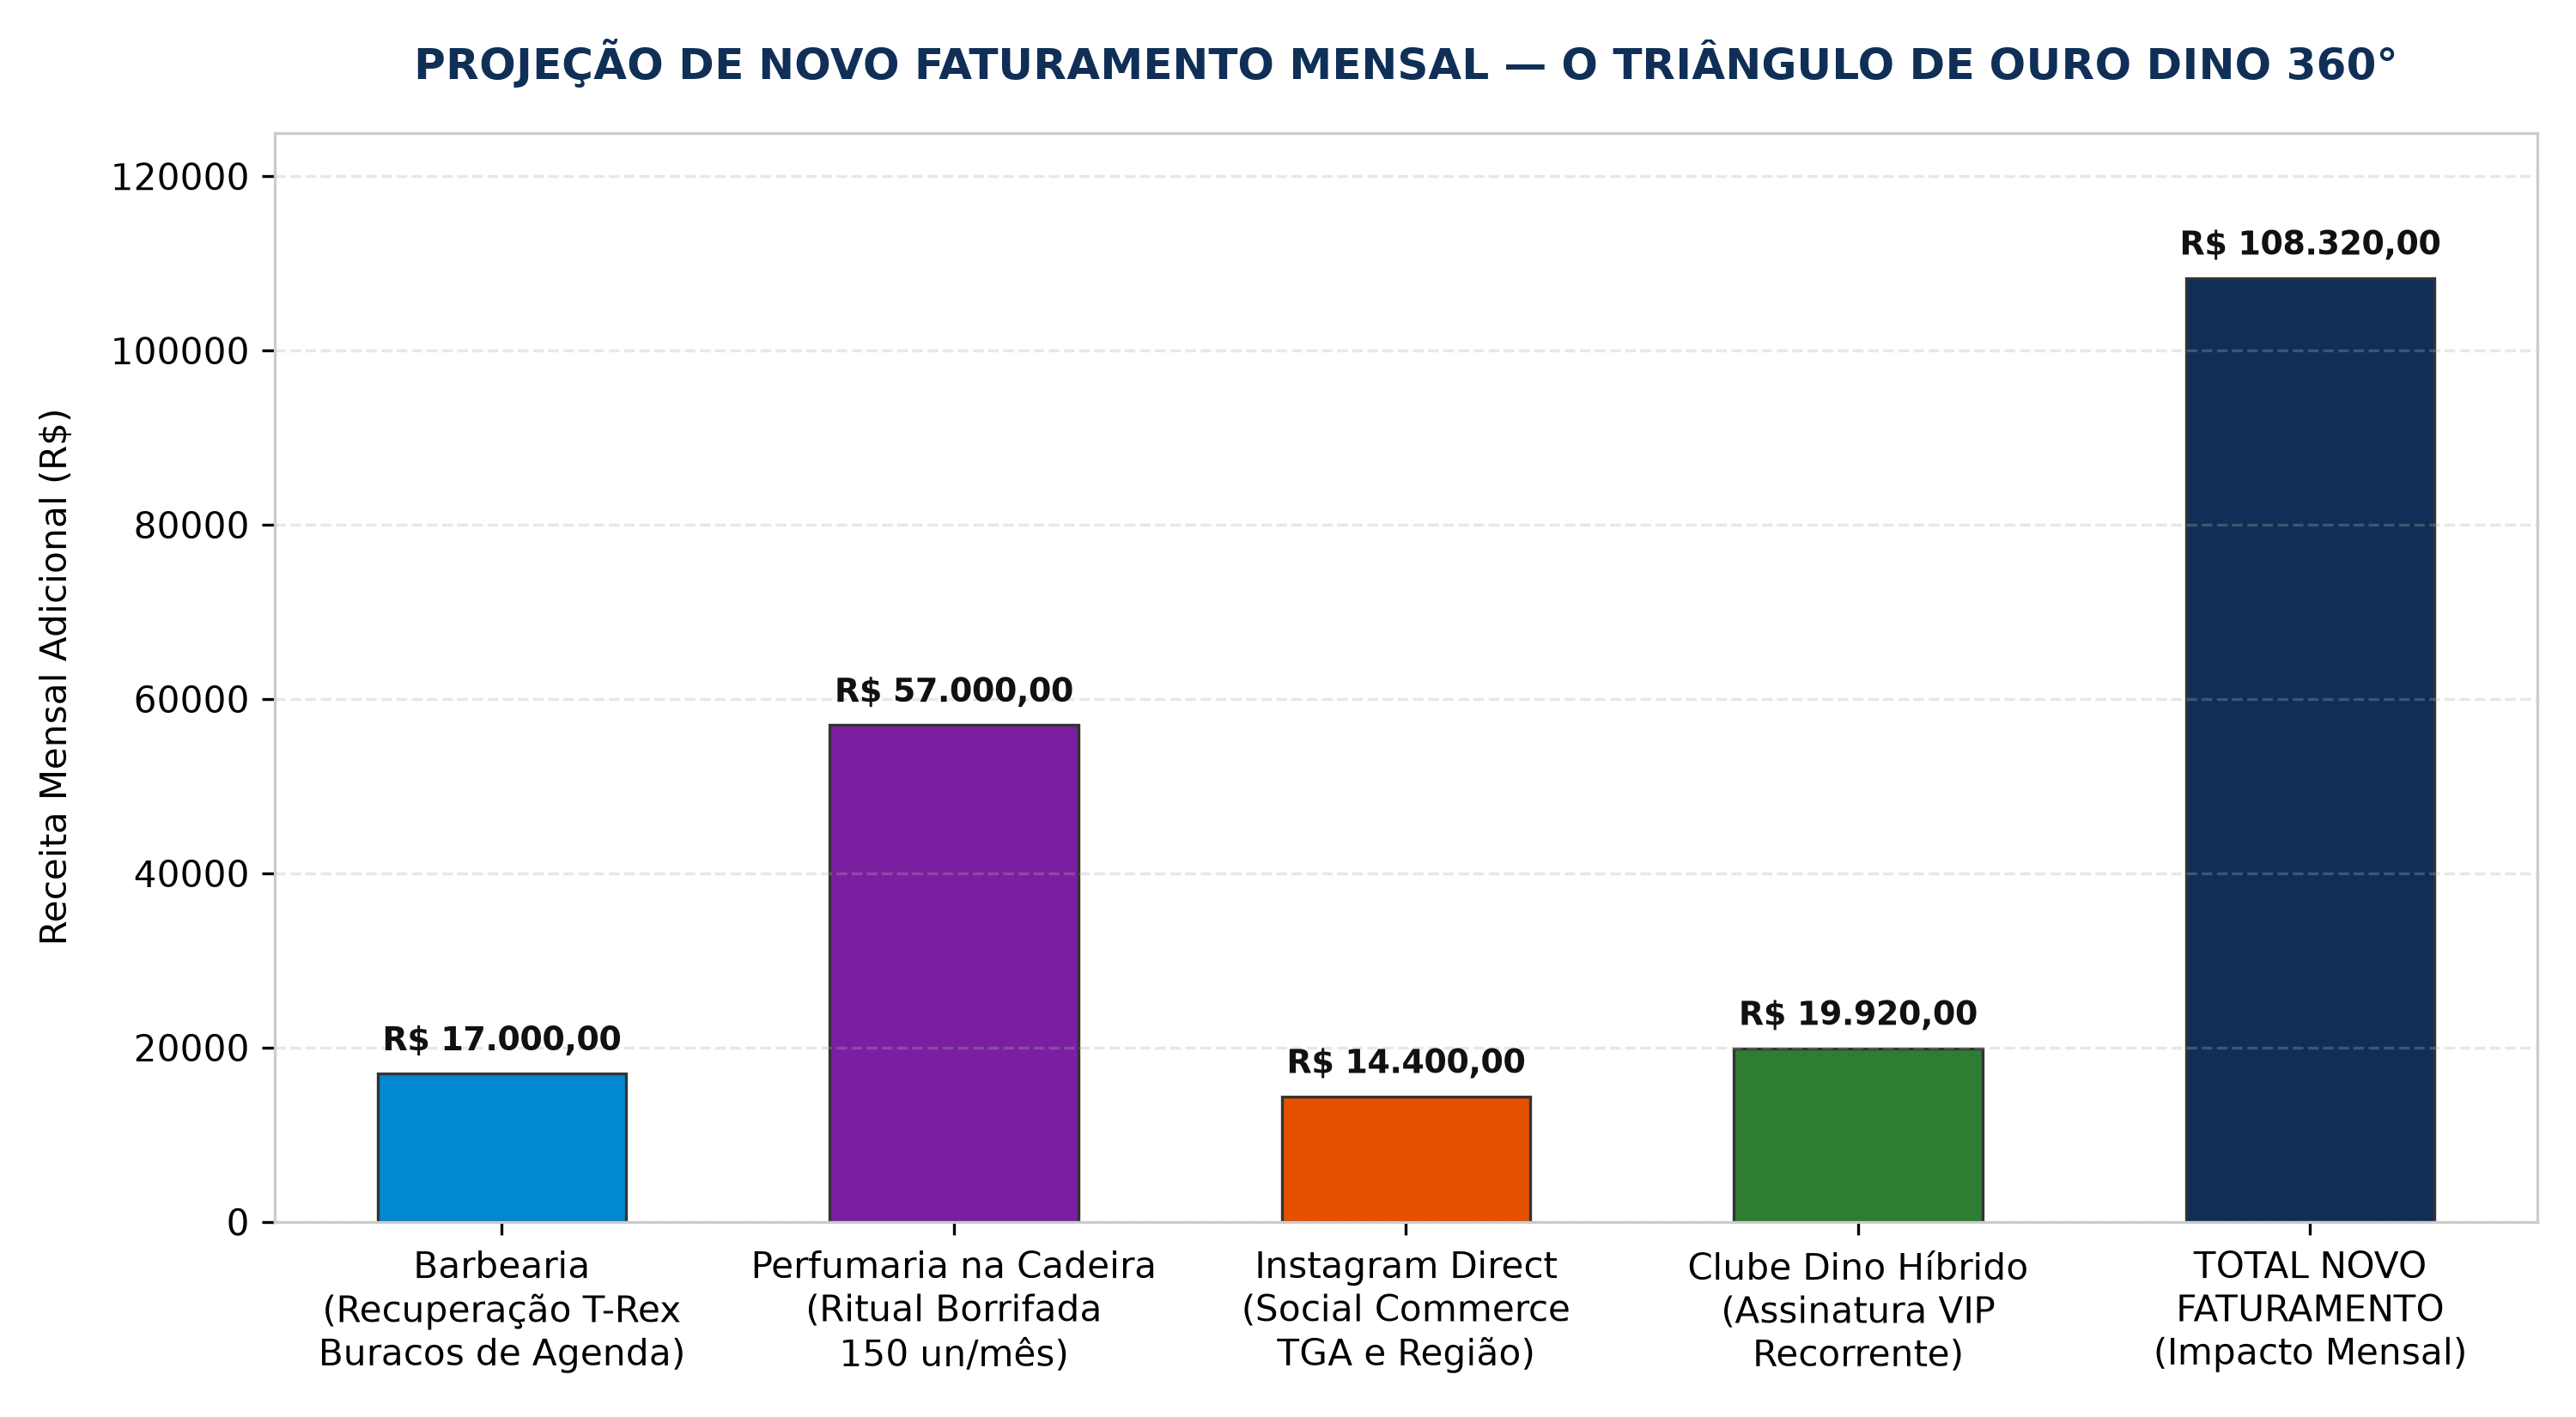 PROJEÇÃO DE NOVO FATURAMENTO MENSAL — O TRIÂNGULO DE OURO DINO 360°
Receita Mensal Adicional (R$)
120000
100000
80000
60000
40000
20000
0
R$ 17.000,00
R$ 57.000,00
R$ 14.400,00
R$ 19.920,00
R$ 108.320,00
Barbearia
(Recuperação T-Rex
Buracos de Agenda)
Perfumaria na Cadeira
(Ritual Borrifada
150 un/mês)
Instagram Direct
(Social Commerce
TGA e Região)
Clube Dino Híbrido
(Assinatura VIP
Recorrente)
TOTAL NOVO
FATURAMENTO
(Impacto Mensal)